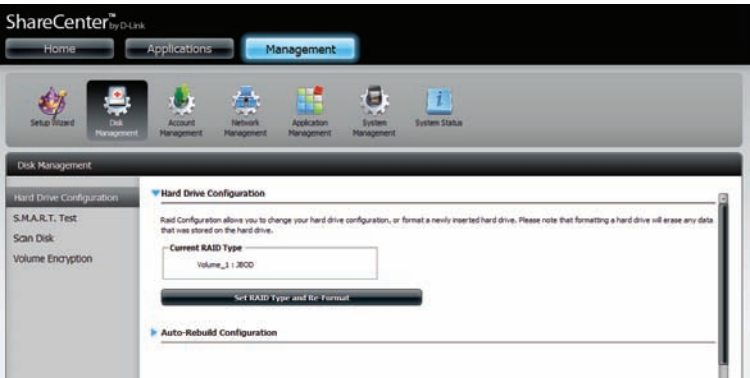 ShareCenter™ by D-Link
Home Applications Management
Setup Wizard Disk Management Account Management Network Management Application Management System Management System Status
Disk Management
Hard Drive Configuration
S.M.A.R.T. Test
Scan Disk
Volume Encryption
Hard Drive Configuration
Raid Configuration allows you to change your hard drive configuration, or format a newly inserted hard drive. Please note that formatting a hard drive will erase any data
that was stored on the hard drive.
Current RAID Type
Volume_1 : JBOD
Set RAID Type and Re-Format
Auto-Rebuild Configuration